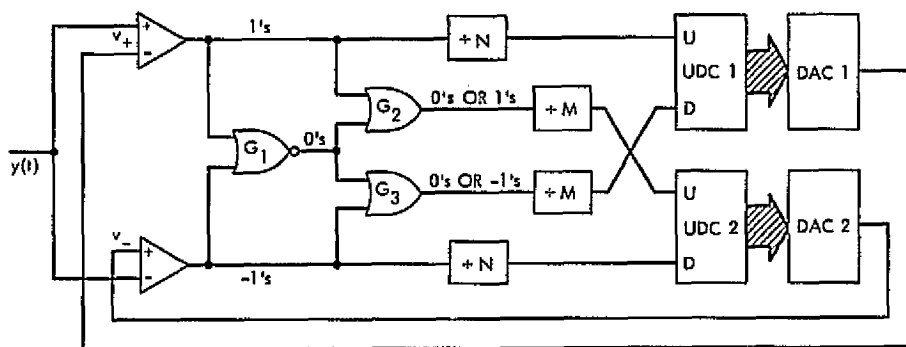 +
v+
-
1's
÷ N
U
UDC 1
D
DAC 1
G2
0's OR 1's
÷ M
G1
0's
y(t)
G3
0's OR -1's
÷ M
U
UDC 2
D
DAC 2
v-
+
-
-1's
÷ N